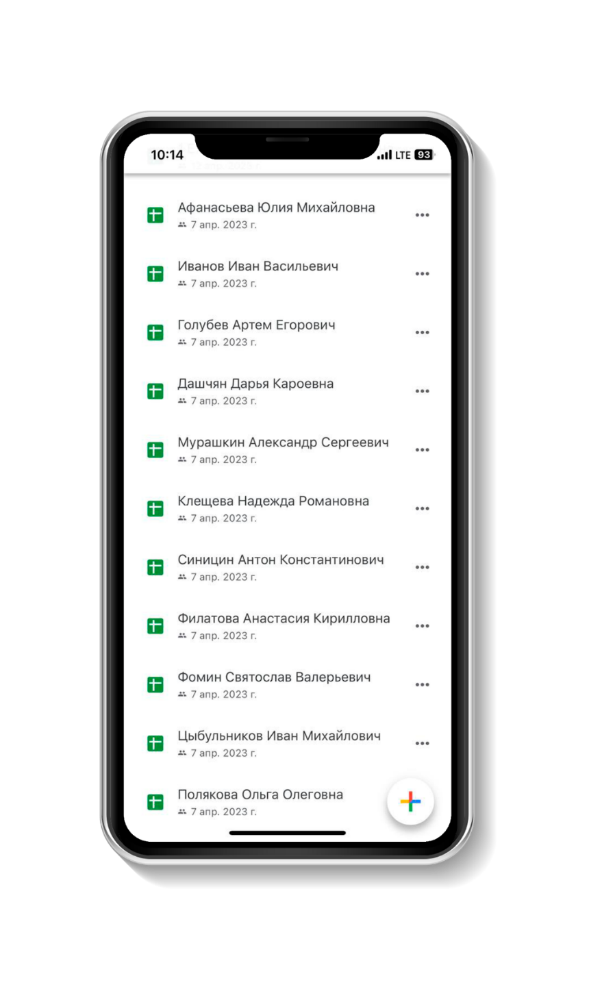 10:14 LTE 93
Афанасьева Юлия Михайловна
7 апр. 2023 г.
Иванов Иван Васильевич
7 апр. 2023 г.
Голубев Артем Егорович
7 апр. 2023 г.
Дашчян Дарья Кароевна
7 апр. 2023 г.
Мурашкин Александр Сергеевич
7 апр. 2023 г.
Клещева Надежда Романовна
7 апр. 2023 г.
Синицин Антон Константинович
7 апр. 2023 г.
Филатова Анастасия Кирилловна
7 апр. 2023 г.
Фомин Святослав Валерьевич
7 апр. 2023 г.
Цыбульников Иван Михайлович
7 апр. 2023 г.
Полякова Ольга Олеговна
7 апр. 2023 г.